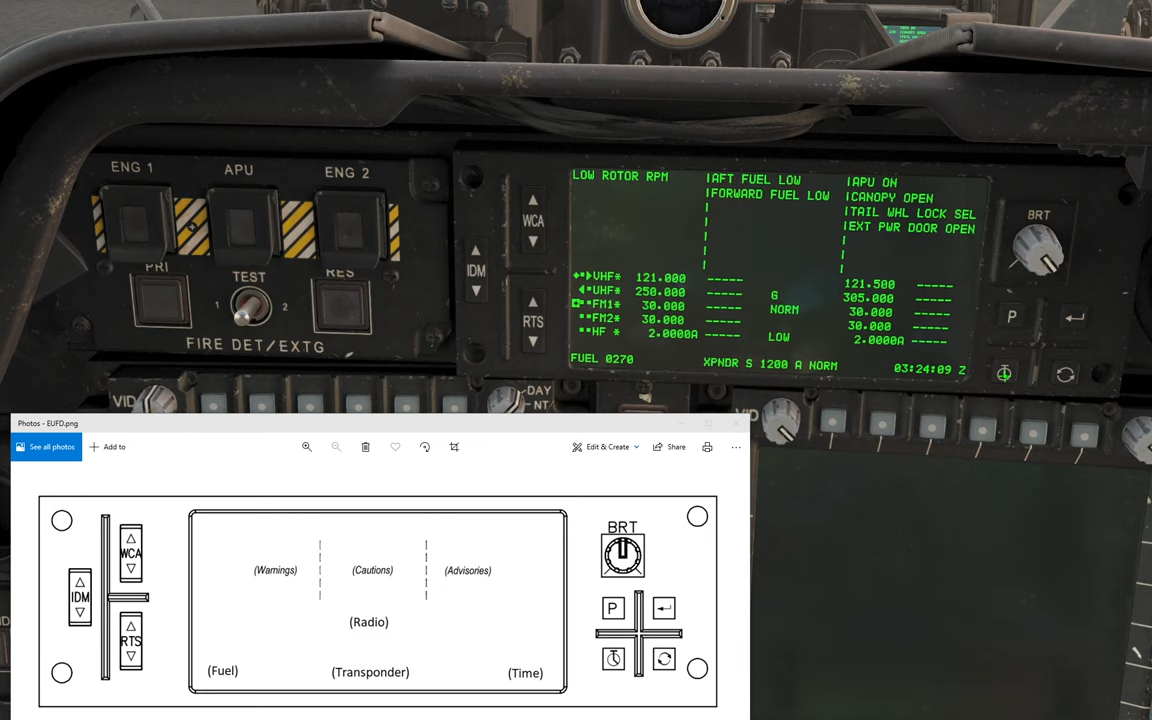 ENG 1
APU
ENG 2
PRI
TEST
RES
1
2
FIRE DET/EXTG
IDM
WCA
RTS
LOW ROTOR RPM
|AFT FUEL LOW
|APU ON
|FORWARD FUEL LOW
|CANOPY OPEN
|TAIL WHL LOCK SEL
|EXT PWR DOOR OPEN
VHF* 121.000 ----- 121.500 -----
UHF* 250.000 ----- G 305.000
FM1* 30.000 ----- NORM 30.000 -----
FM2* 30.000 ----- 30.000 -----
HF * 2.0000A ----- LOW 2.0000A -----
FUEL 0270
XPNDR S 1200 A NORM
03:24:09 Z
BRT
P
VID
DAY
NT
VID
Photos - EUFD.png
See all photos
Add to
Edit & Create
Share
WCA
IDM
RTS
(Warnings)
(Cautions)
(Advisories)
(Radio)
(Fuel)
(Transponder)
(Time)
BRT
P